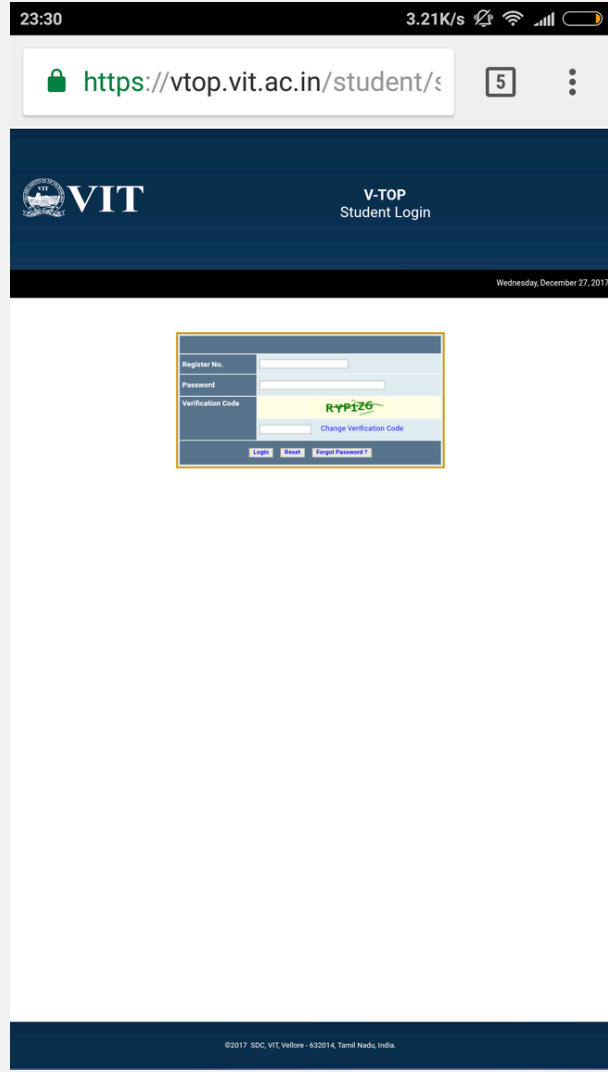 23:30 3.21K/s
https://vtop.vit.ac.in/student/s 5
VIT
V-TOP
Student Login
Wednesday, December 27, 2017
Register No.
Password
Verification Code
Change Verification Code
Login Reset Forgot Password ?
©2017 SDC, VIT, Vellore - 632014, Tamil Nadu, India.